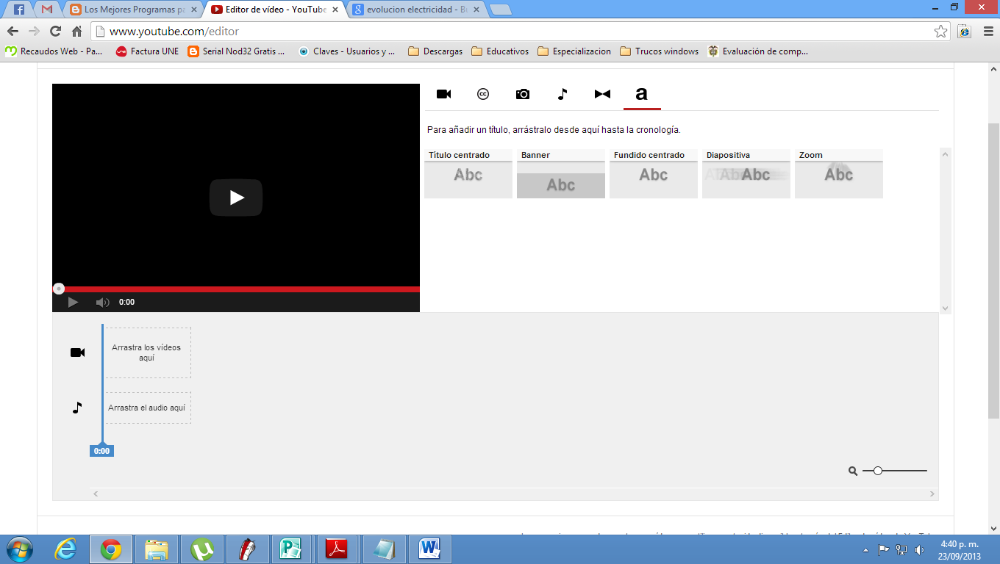 Los Mejores Programas pa
Editor de vídeo - YouTube
evolucion electricidad - Bu
www.youtube.com/editor
Recaudos Web - Pa...
Factura UNE
Serial Nod32 Gratis ...
Claves - Usuarios y ...
Descargas
Educativos
Especializacion
Trucos windows
Evaluación de comp...
cc
a
Para añadir un título, arrástralo desde aquí hasta la cronología.
Título centrado
Banner
Fundido centrado
Diapositiva
Zoom
Abc
Abc
Abc
Abc
Abc
0:00
Arrastra los vídeos
aquí
Arrastra el audio aquí
0:00
4:40 p. m.
23/09/2013